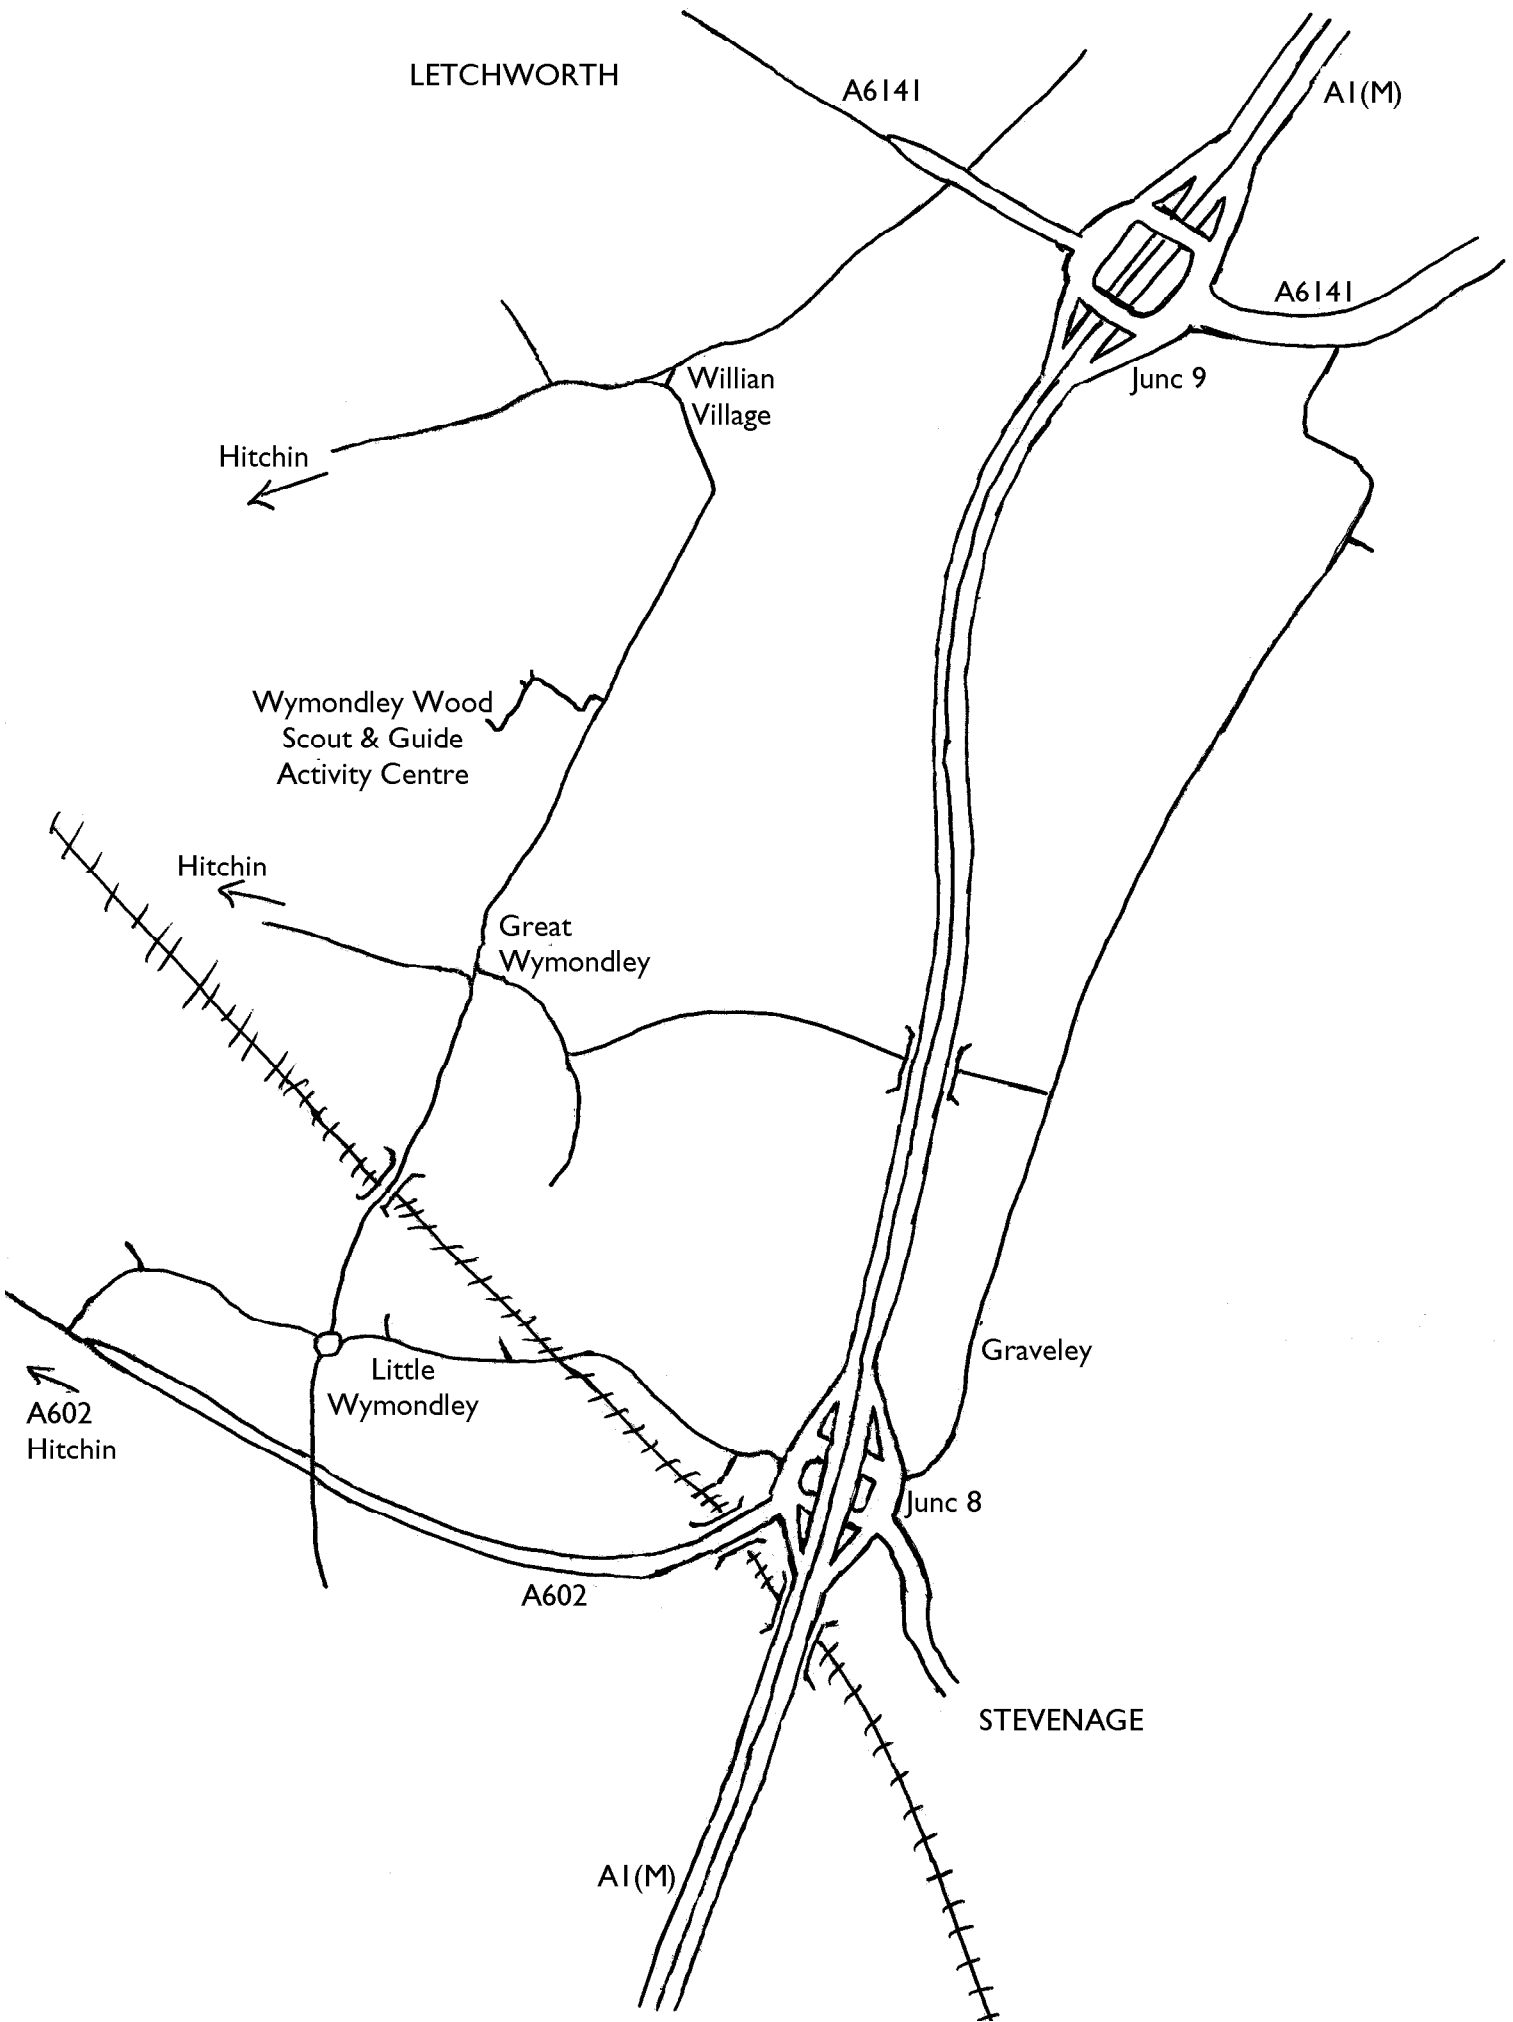 LETCHWORTH
A6141
A1(M)
A6141
Junc 9
Willian
Village
Hitchin
Wymondley Wood
Scout & Guide
Activity Centre
Hitchin
Great
Wymondley
Graveley
Little
Wymondley
A602
Hitchin
Junc 8
A602
STEVENAGE
A1(M)